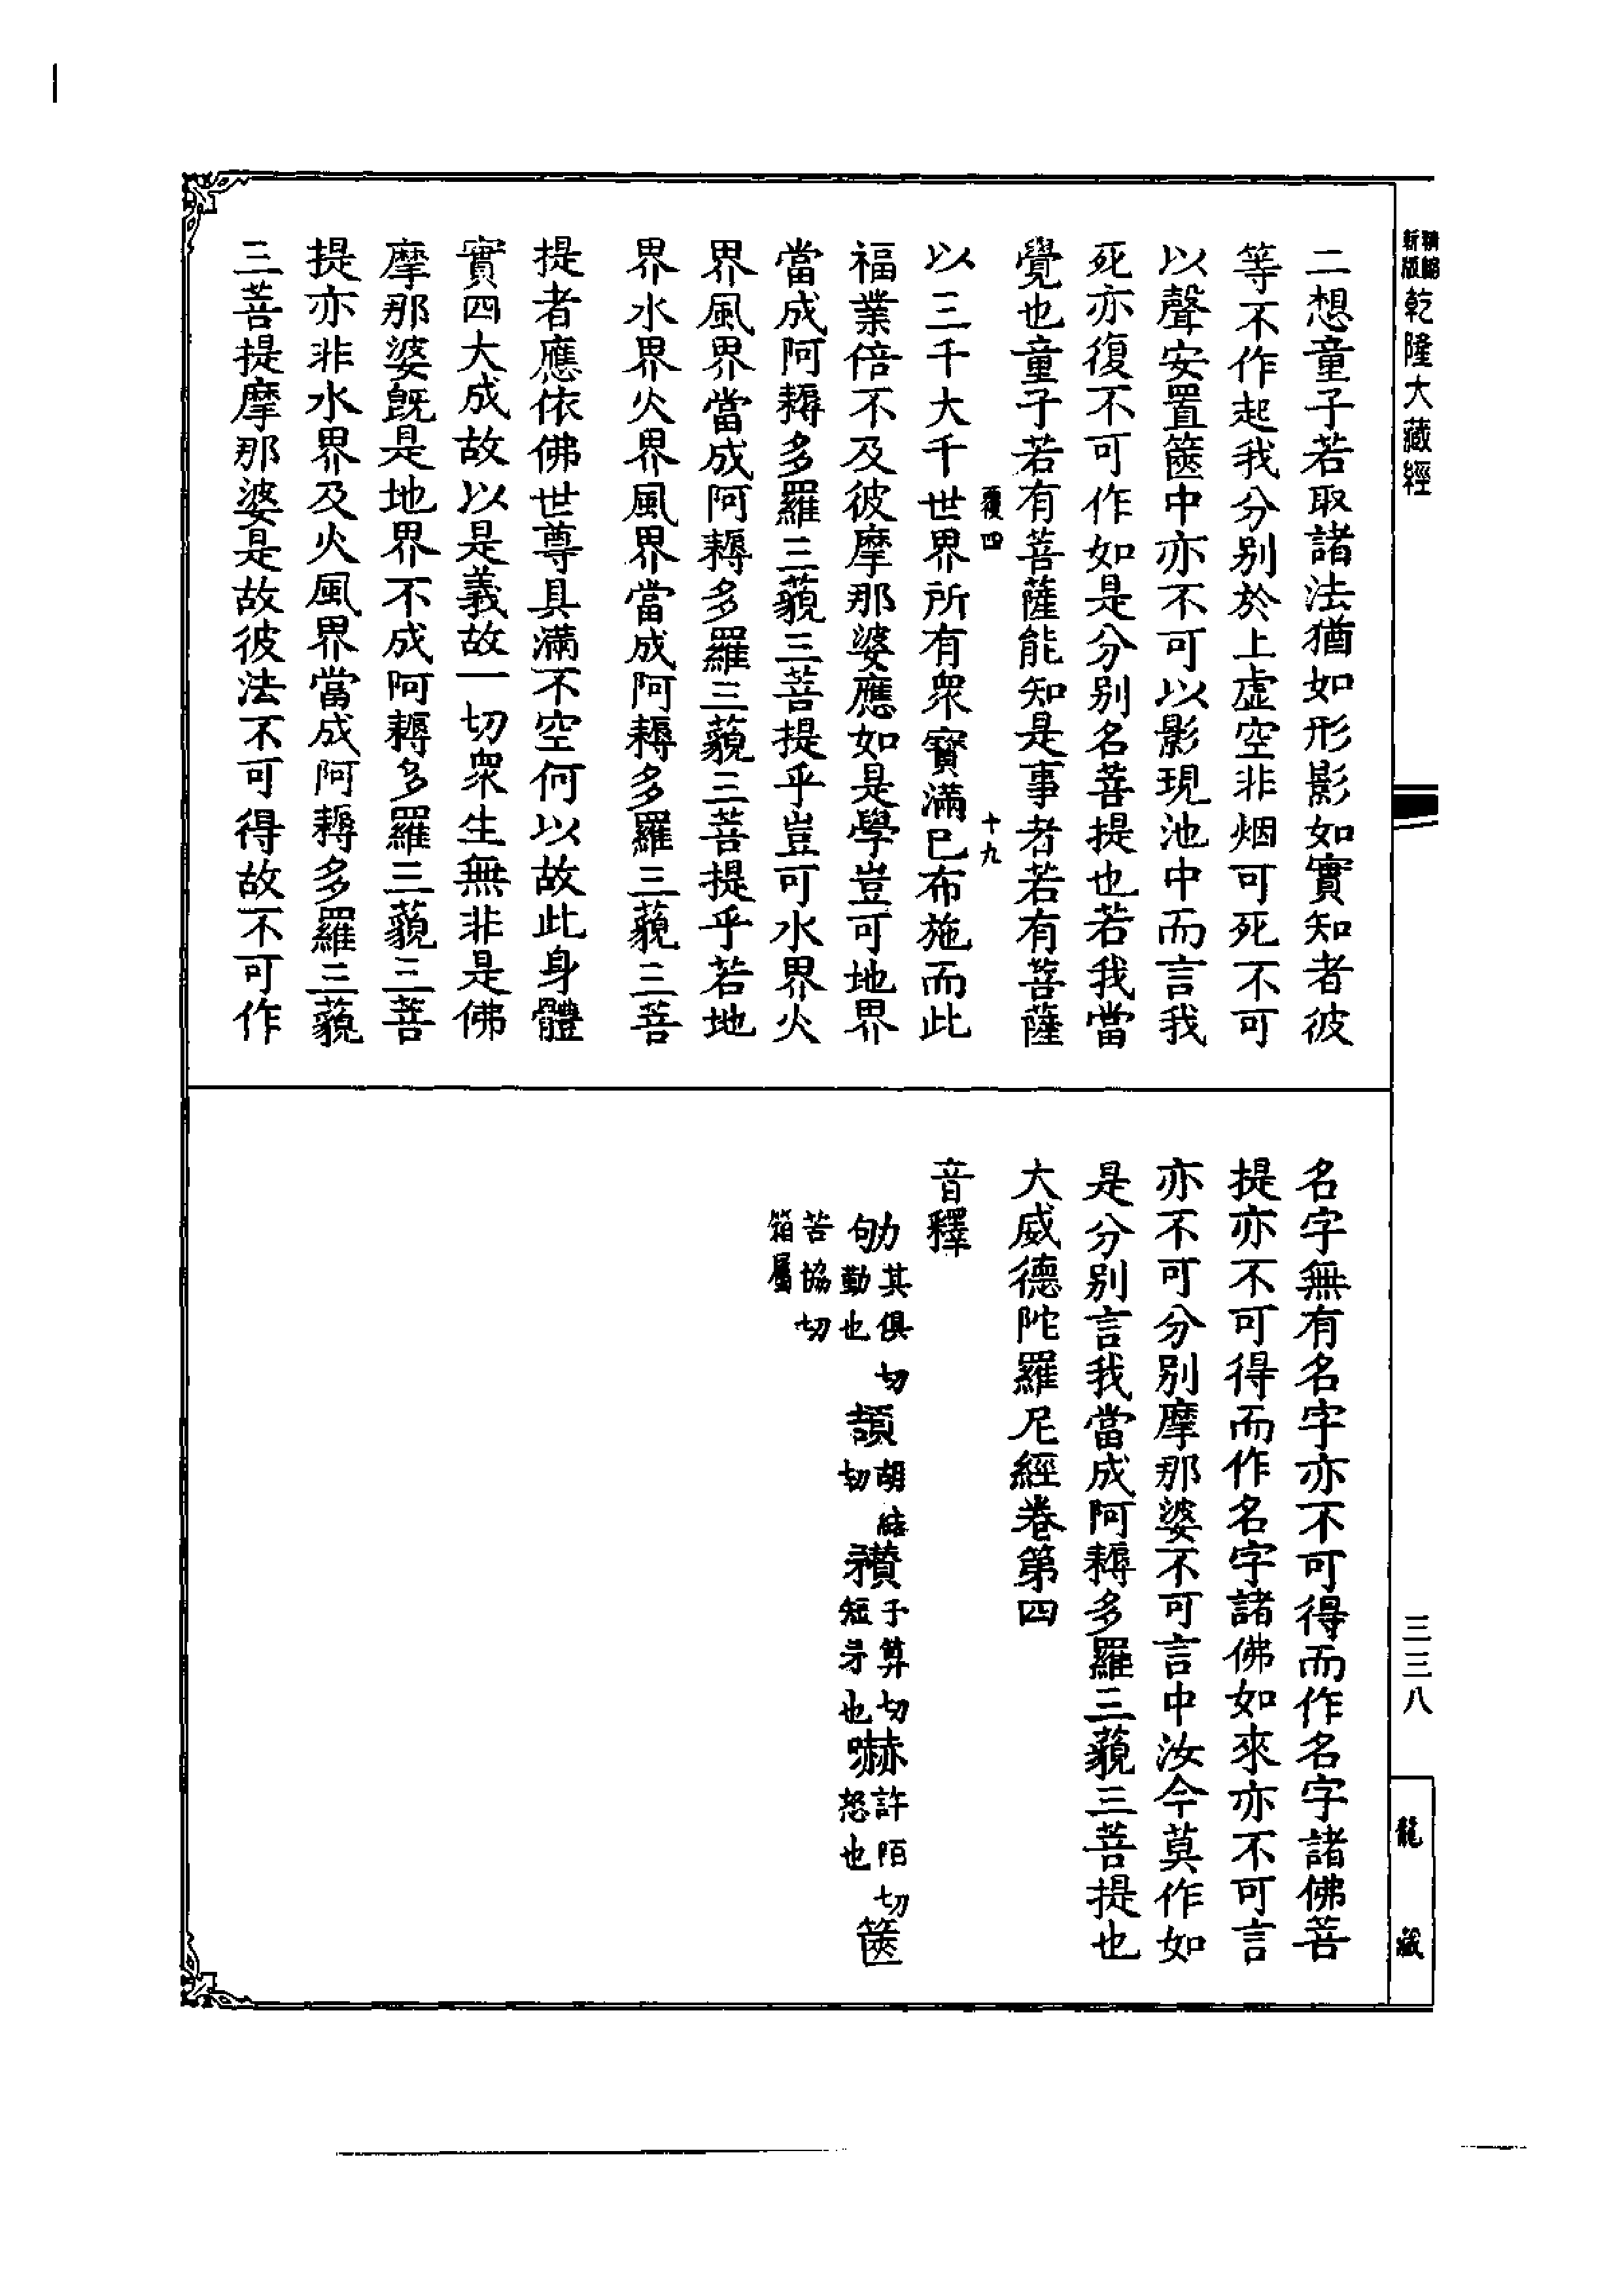 新版
精縮
乾隆大藏經
二想童子若取諸法猶如形影如實知者彼
等不作起我分別於上虛空非烟可死不可
以聲安置篋中亦不可以影現池中而言我
死亦復不可作如是分別名菩提也若我當
覺也童子若有菩薩能知是事者若有菩薩
覆四 十九
以三千大千世界所有衆寶滿已布施而此
福業倍不及彼摩那婆應如是學豈可地界
當成阿耨多羅三藐三菩提乎豈可水界火
界風界當成阿耨多羅三藐三菩提乎若地
界水界火界風界當成阿耨多羅三藐三菩
提者應依佛世尊具滿不空何以故此身體
實四大成故以是義故一切衆生無非是佛
摩那婆旣是地界不成阿耨多羅三藐三菩
提亦非水界及火風界當成阿耨多羅三藐
三菩提摩那婆是故彼法不可得故不可作
名字無有名字亦不可得而作名字諸佛菩
提亦不可得而作名字諸佛如來亦不可言
亦不可分別摩那婆不可言中汝今莫作如
是分別言我當成阿耨多羅三藐三菩提也
大威德陀羅尼經卷第四
音釋
劬其俱切勤也 頡胡結切 𥎝子算切短矛也 嚇許陌切怒也 篋
苦協切箱屬
三三八
龍藏